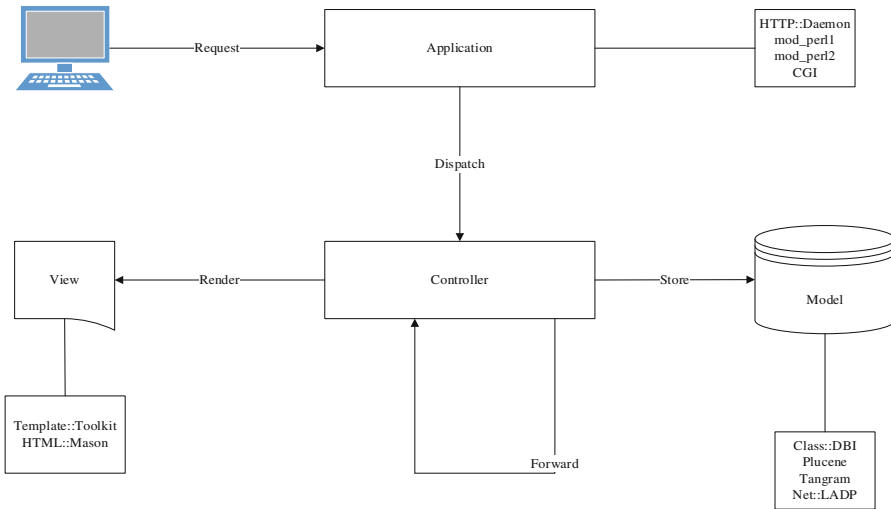 Request
Application
HTTP::Daemon
mod_perl1
mod_perl2
CGI
Dispatch
View
Render
Controller
Store
Model
Template::Toolkit
HTML::Mason
Forward
Class::DBI
Plucene
Tangram
Net::LADP